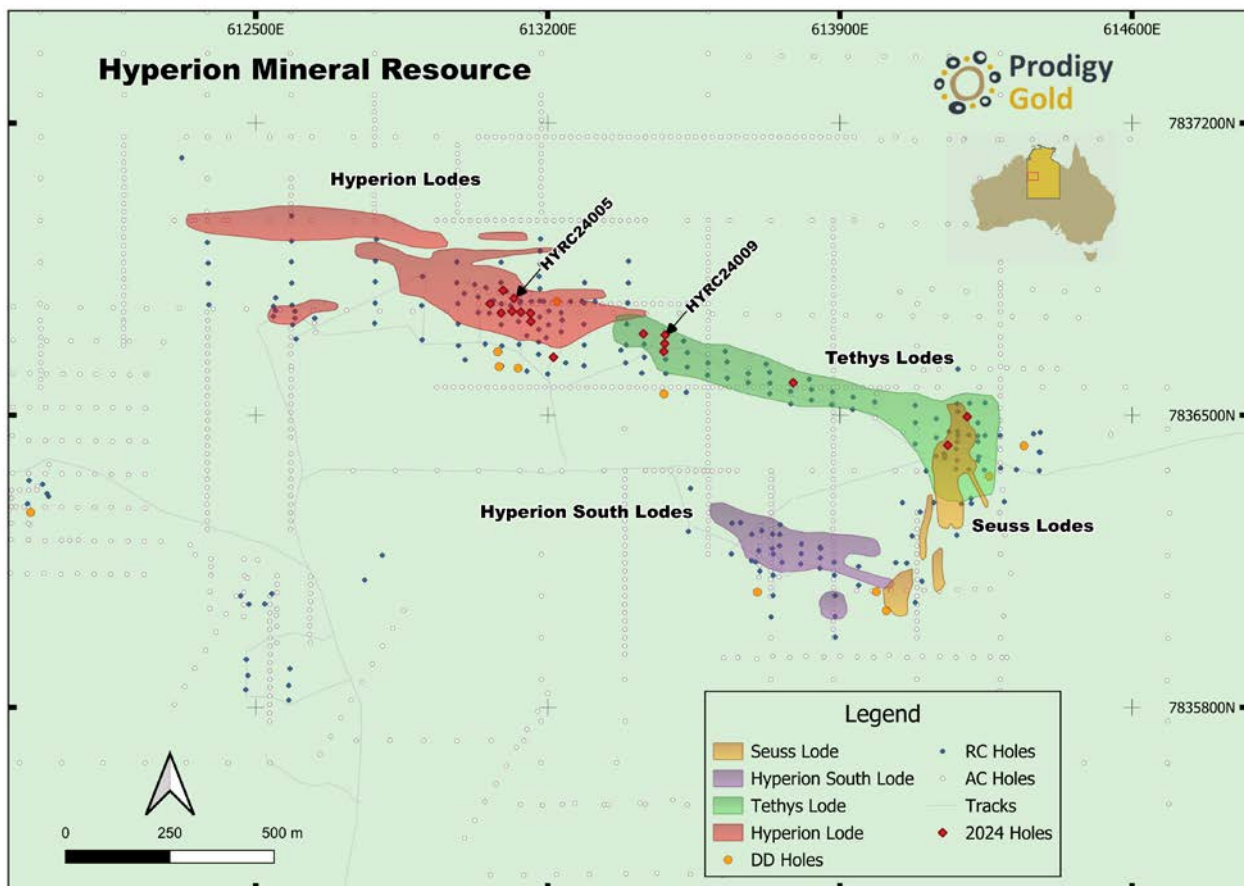 612500E
613200E
613900E
614600E
Hyperion Mineral Resource
Prodigy
Gold
7837200N
Hyperion Lodes
HYRC24005
HYRC24009
Tethys Lodes
7836500N
Hyperion South Lodes
Seuss Lodes
7835800N
Legend
Seuss Lode
Hyperion South Lode
Tethys Lode
Hyperion Lode
DD Holes
RC Holes
AC Holes
Tracks
2024 Holes
0
250
500 m